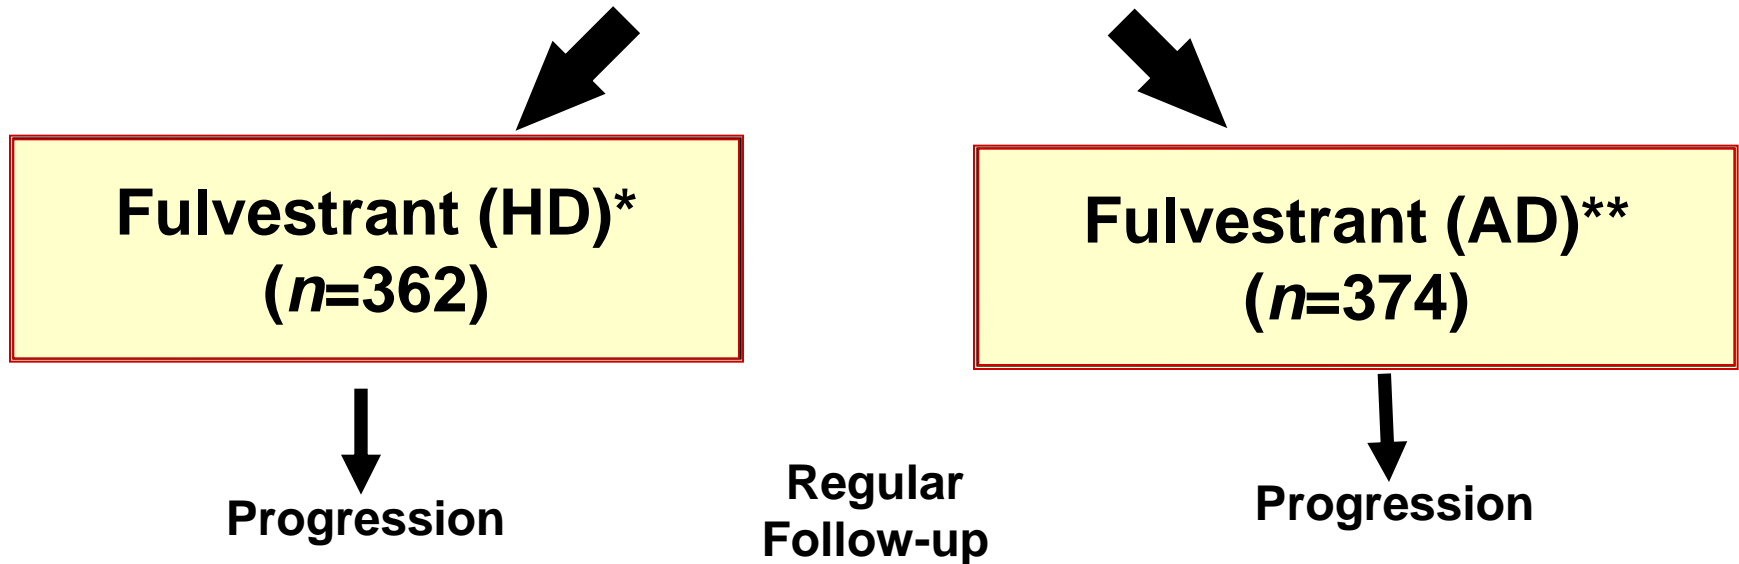 Fulvestrant (HD)*
(n=362)
Fulvestrant (AD)**
(n=374)
Progression
Regular
Follow-up
Progression